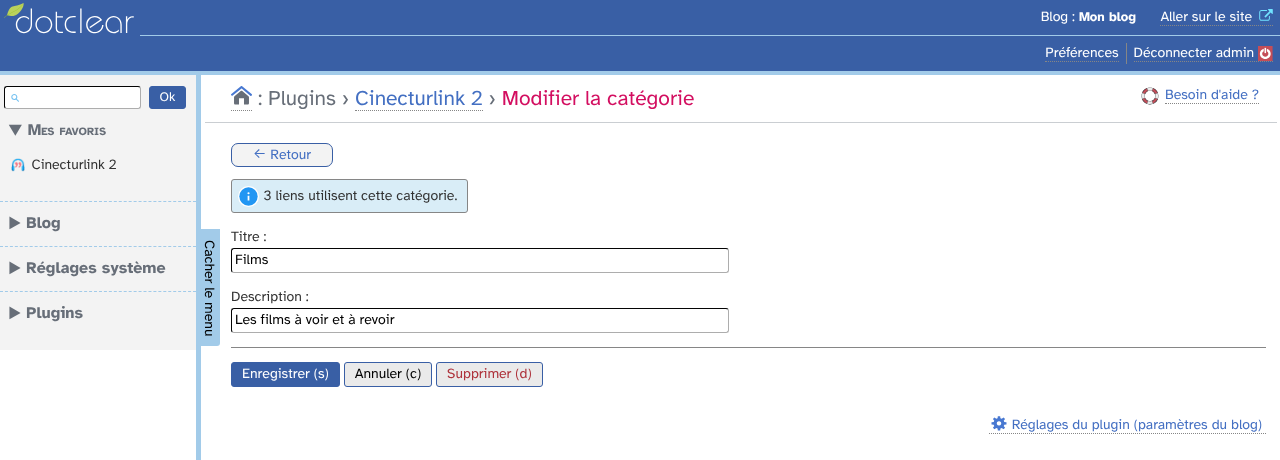 dotclear
Blog : Mon blog Aller sur le site
Préférences Déconnecter admin
Ok
Mes favoris
Cinecturlink 2
Blog
Réglages système
Plugins
Cacher le menu
: Plugins › Cinecturlink 2 › Modifier la catégorie
Besoin d'aide ?
← Retour
3 liens utilisent cette catégorie.
Titre :
Films
Description :
Les films à voir et à revoir
Enregistrer (s) Annuler (c) Supprimer (d)
Réglages du plugin (paramètres du blog)